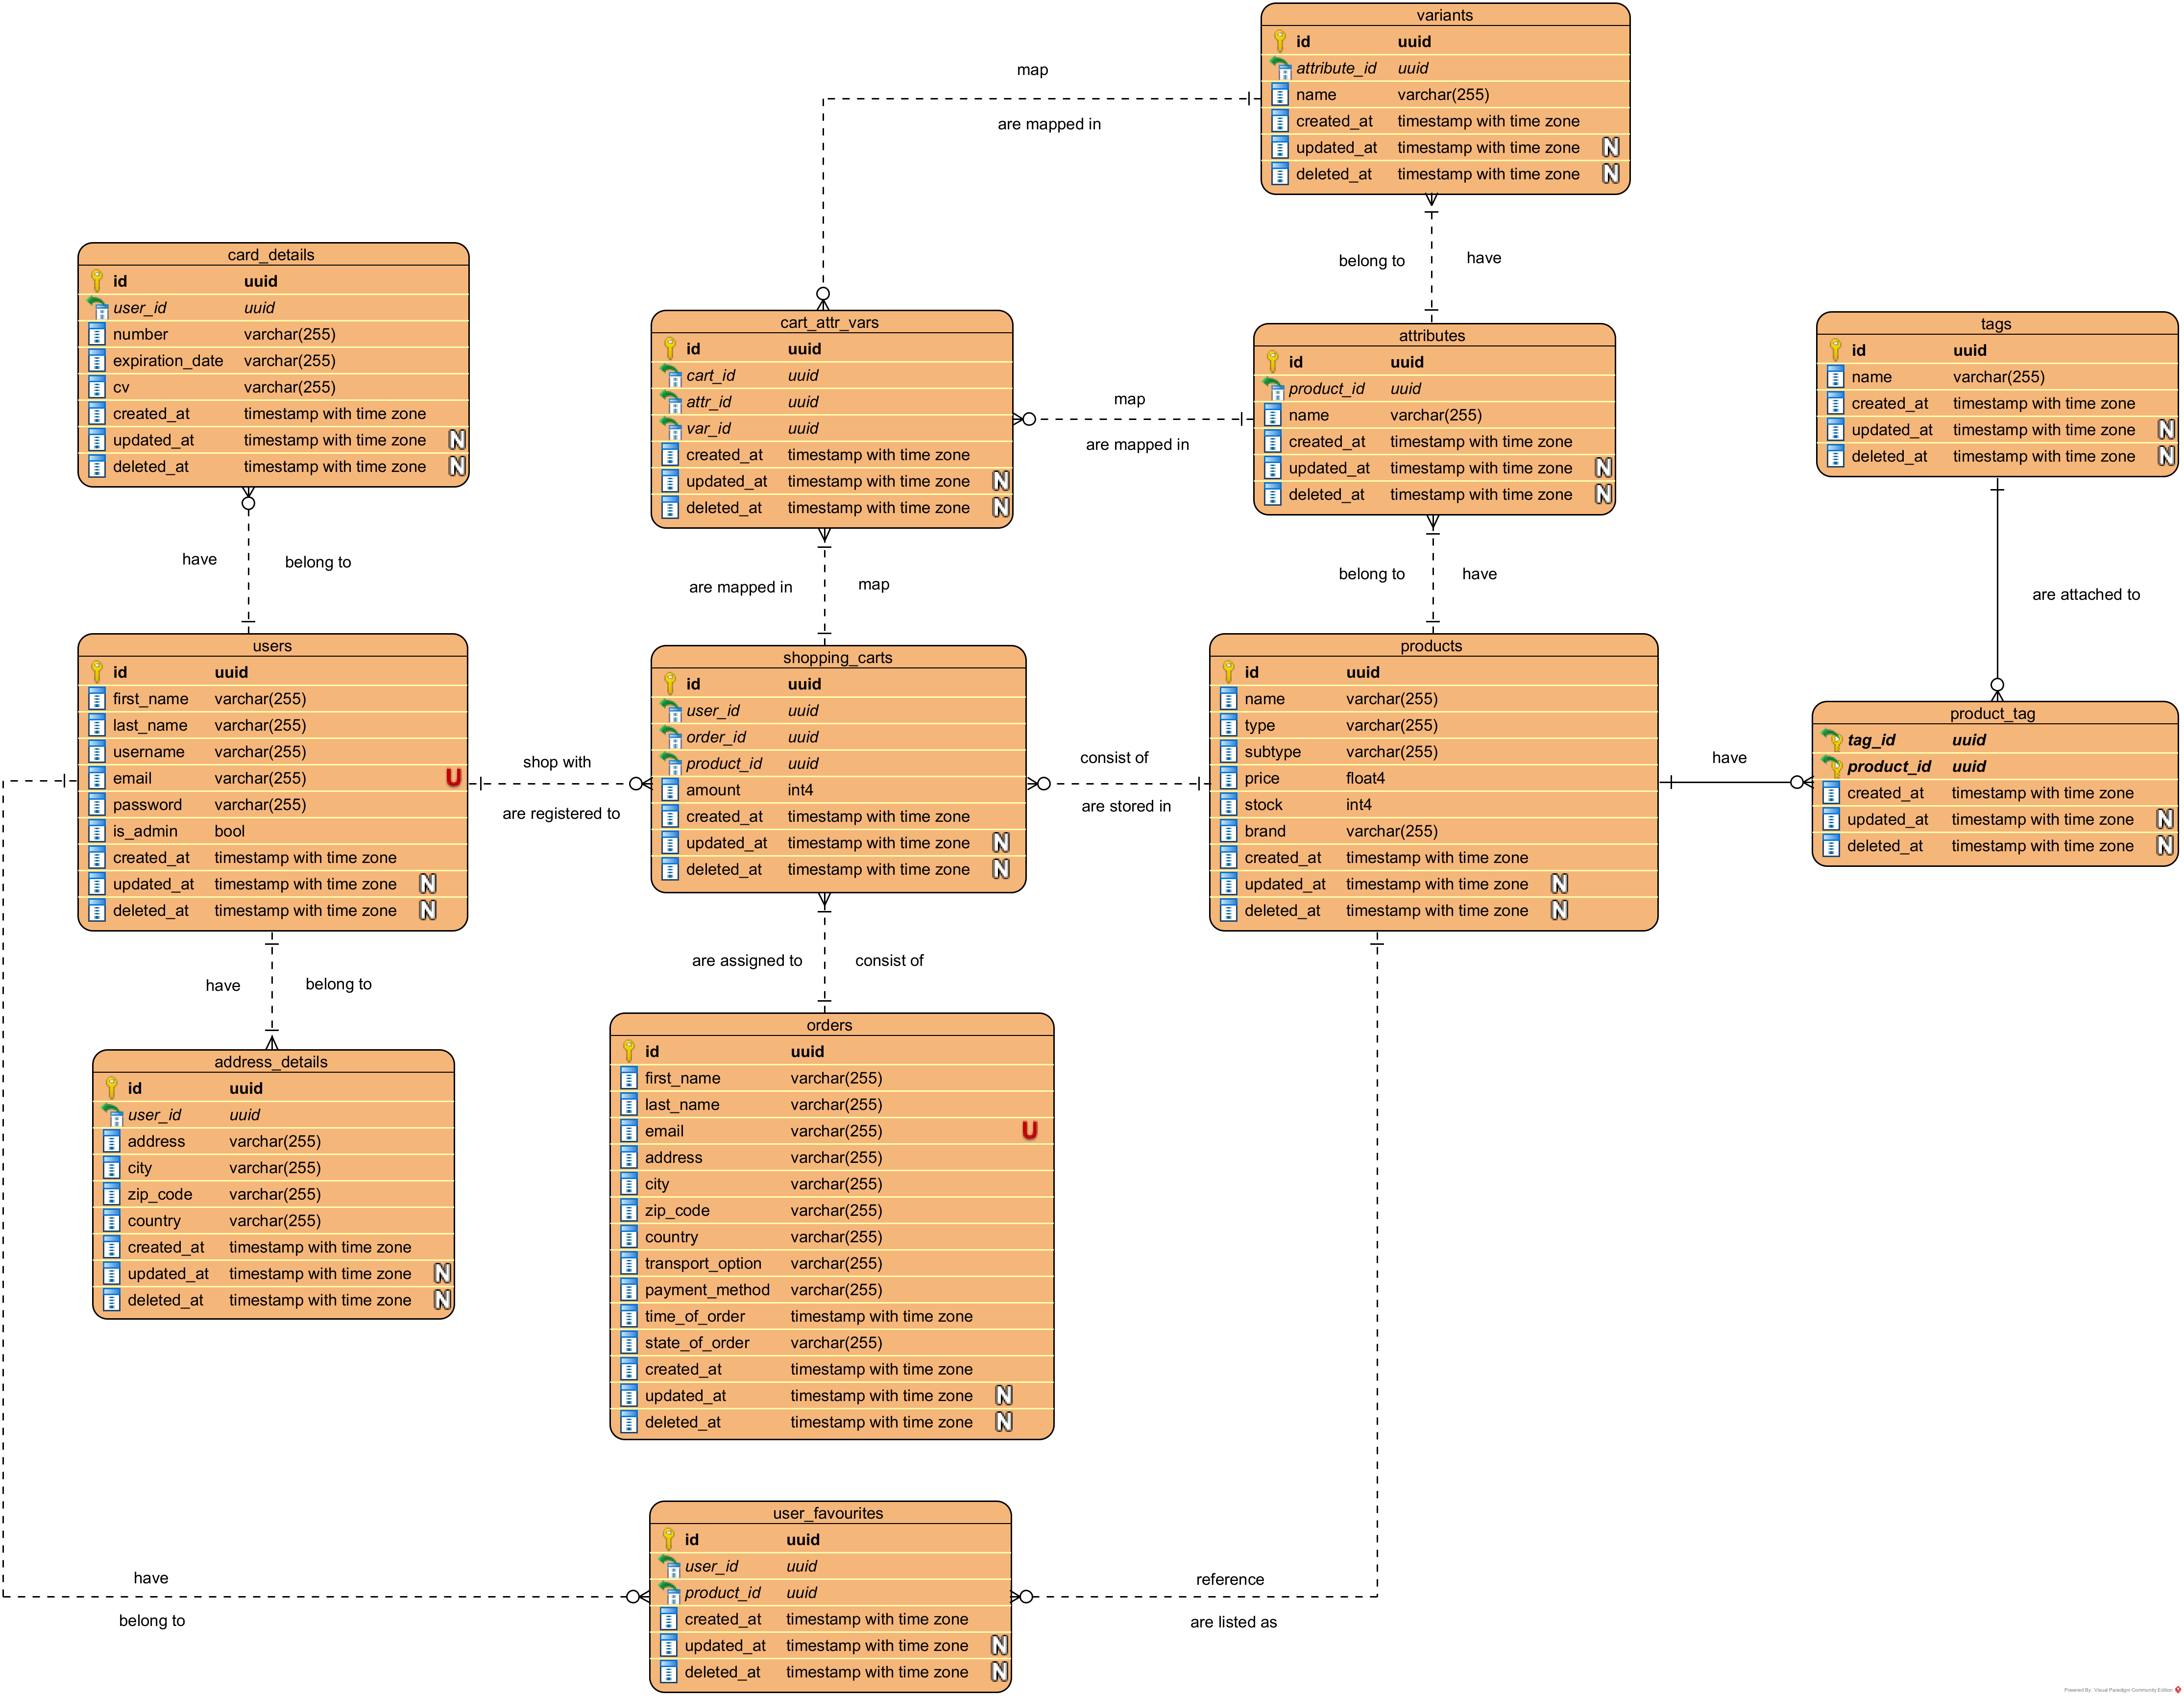 variants
id uuid
attribute_id uuid
name varchar(255)
created_at timestamp with time zone
updated_at timestamp with time zone N
deleted_at timestamp with time zone N
map
are mapped in
belong to
have
card_details
id uuid
user_id uuid
number varchar(255)
expiration_date varchar(255)
cv varchar(255)
created_at timestamp with time zone
updated_at timestamp with time zone N
deleted_at timestamp with time zone N
cart_attr_vars
id uuid
cart_id uuid
attr_id uuid
var_id uuid
created_at timestamp with time zone
updated_at timestamp with time zone N
deleted_at timestamp with time zone N
map
are mapped in
attributes
id uuid
product_id uuid
name varchar(255)
created_at timestamp with time zone
updated_at timestamp with time zone N
deleted_at timestamp with time zone N
tags
id uuid
name varchar(255)
created_at timestamp with time zone
updated_at timestamp with time zone N
deleted_at timestamp with time zone N
have
belong to
are mapped in
map
belong to
have
are attached to
users
id uuid
first_name varchar(255)
last_name varchar(255)
username varchar(255)
email varchar(255) U
password varchar(255)
is_admin bool
created_at timestamp with time zone
updated_at timestamp with time zone N
deleted_at timestamp with time zone N
shop with
are registered to
shopping_carts
id uuid
user_id uuid
order_id uuid
product_id uuid
amount int4
created_at timestamp with time zone
updated_at timestamp with time zone N
deleted_at timestamp with time zone N
consist of
are stored in
products
id uuid
name varchar(255)
type varchar(255)
subtype varchar(255)
price float4
stock int4
brand varchar(255)
created_at timestamp with time zone
updated_at timestamp with time zone N
deleted_at timestamp with time zone N
have
product_tag
tag_id uuid
product_id uuid
created_at timestamp with time zone
updated_at timestamp with time zone N
deleted_at timestamp with time zone N
have
belong to
are assigned to
consist of
address_details
id uuid
user_id uuid
address varchar(255)
city varchar(255)
zip_code varchar(255)
country varchar(255)
created_at timestamp with time zone
updated_at timestamp with time zone N
deleted_at timestamp with time zone N
orders
id uuid
first_name varchar(255)
last_name varchar(255)
email varchar(255) U
address varchar(255)
city varchar(255)
zip_code varchar(255)
country varchar(255)
transport_option varchar(255)
payment_method varchar(255)
time_of_order timestamp with time zone
state_of_order varchar(255)
created_at timestamp with time zone
updated_at timestamp with time zone N
deleted_at timestamp with time zone N
have
belong to
user_favourites
id uuid
user_id uuid
product_id uuid
created_at timestamp with time zone
updated_at timestamp with time zone N
deleted_at timestamp with time zone N
reference
are listed as
Powered By: Visual Paradigm Community Edition